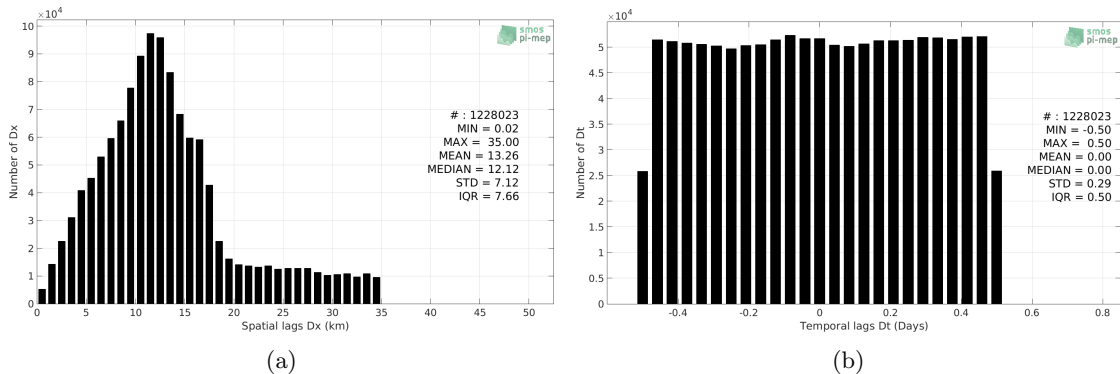 ×10⁴
10
9
8
7
6
5
4
3
2
1
0
Number of Dx
smos
pi-mep
# : 1228023
MIN = 0.02
MAX = 35.00
MEAN = 13.26
MEDIAN = 12.12
STD = 7.12
IQR = 7.66
0 5 10 15 20 25 30 35 40 45 50
Spatial lags Dx (km)
(a)
×10⁴
5
4.5
4
3.5
3
2.5
2
1.5
1
0.5
0
Number of Dt
smos
pi-mep
# : 1228023
MIN = -0.50
MAX = 0.50
MEAN = 0.00
MEDIAN = 0.00
STD = 0.29
IQR = 0.50
-0.4 -0.2 0 0.2 0.4 0.6 0.8
Temporal lags Dt (Days)
(b)